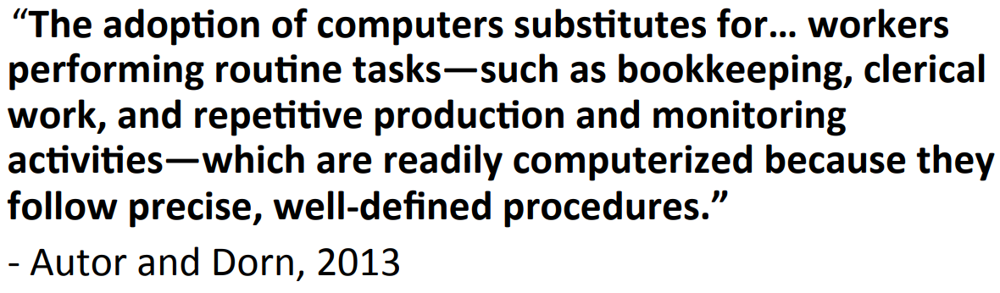 “The adoption of computers substitutes for… workers
performing routine tasks—such as bookkeeping, clerical
work, and repetitive production and monitoring
activities—which are readily computerized because they
follow precise, well-defined procedures.”
- Autor and Dorn, 2013